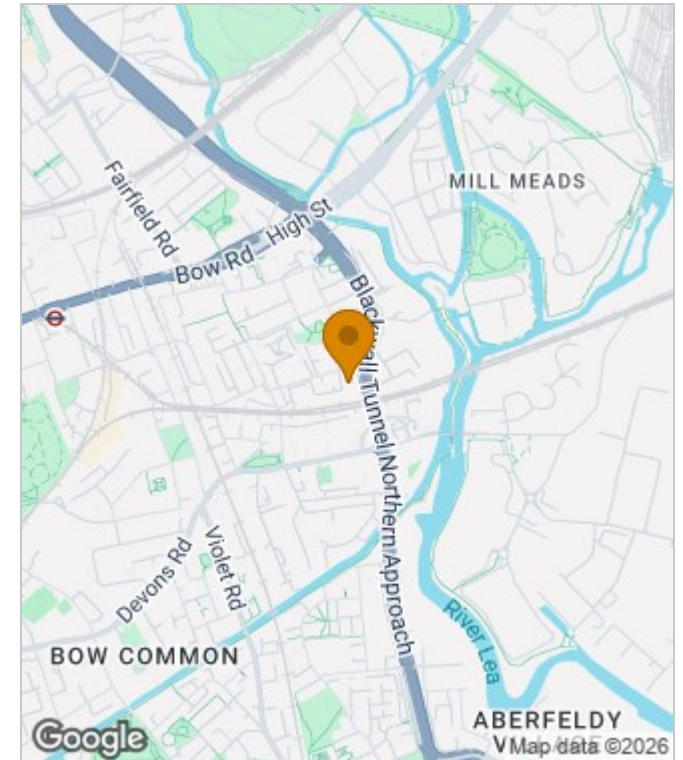 MILL MEADS
Fairfield Rd
High St
Bow Rd
Blackwall Tunnel Northern Approach
Devons Rd
Violet Rd
River Lea
BOW COMMON
ABERFELDY
Google
Map data ©2026